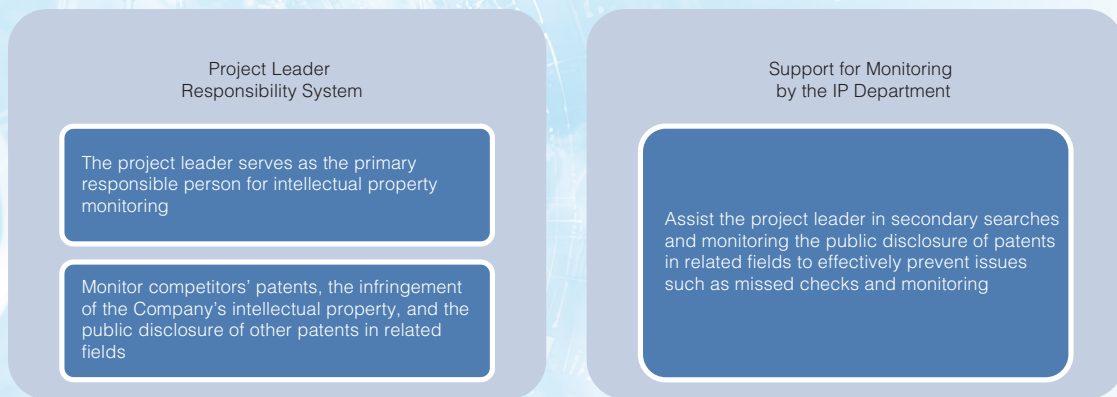 Project Leader
Responsibility System
The project leader serves as the primary
responsible person for intellectual property
monitoring
Monitor competitors’ patents, the infringement
of the Company’s intellectual property, and the
public disclosure of other patents in related
fields
Support for Monitoring
by the IP Department
Assist the project leader in secondary searches
and monitoring the public disclosure of patents
in related fields to effectively prevent issues
such as missed checks and monitoring